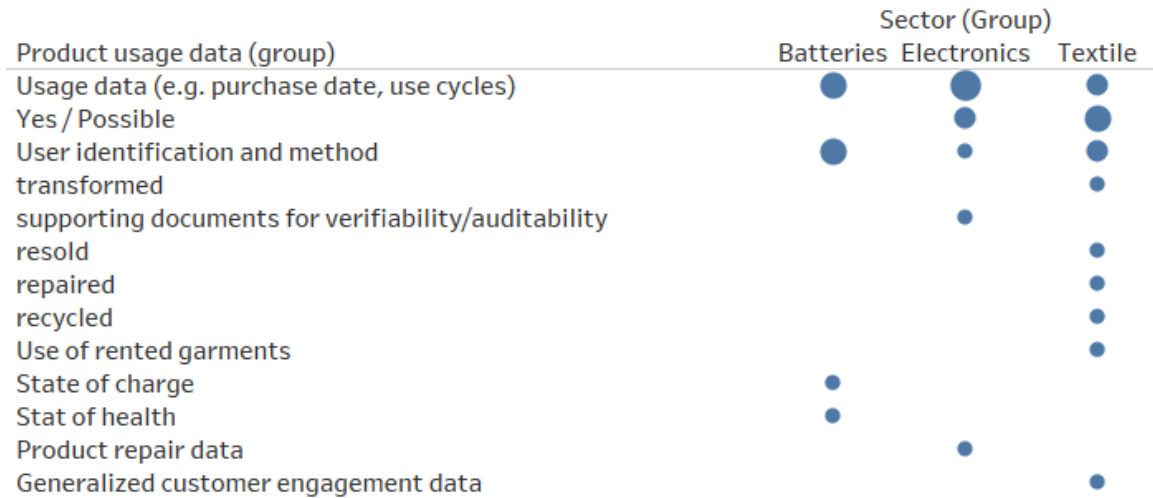 Sector (Group)
Product usage data (group) Batteries Electronics Textile
Usage data (e.g. purchase date, use cycles)
Yes / Possible
User identification and method
transformed
supporting documents for verifiability/auditability
resold
repaired
recycled
Use of rented garments
State of charge
Stat of health
Product repair data
Generalized customer engagement data